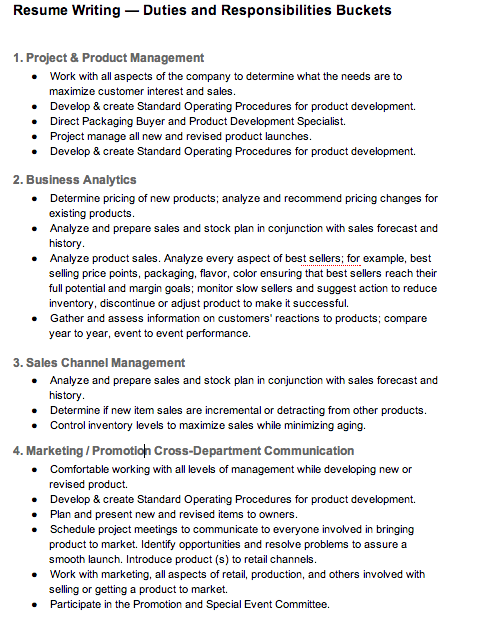 Resume Writing — Duties and Responsibilities Buckets
1. Project & Product Management
● Work with all aspects of the company to determine what the needs are to
maximize customer interest and sales.
● Develop & create Standard Operating Procedures for product development.
● Direct Packaging Buyer and Product Development Specialist.
● Project manage all new and revised product launches.
● Develop & create Standard Operating Procedures for product development.
2. Business Analytics
● Determine pricing of new products; analyze and recommend pricing changes for
existing products.
● Analyze and prepare sales and stock plan in conjunction with sales forecast and
history.
● Analyze product sales. Analyze every aspect of best sellers; for example, best
selling price points, packaging, flavor, color ensuring that best sellers reach their
full potential and margin goals; monitor slow sellers and suggest action to reduce
inventory, discontinue or adjust product to make it successful.
● Gather and assess information on customers' reactions to products; compare
year to year, event to event performance.
3. Sales Channel Management
● Analyze and prepare sales and stock plan in conjunction with sales forecast and
history.
● Determine if new item sales are incremental or detracting from other products.
● Control inventory levels to maximize sales while minimizing aging.
4. Marketing / Promotion Cross-Department Communication
● Comfortable working with all levels of management while developing new or
revised product.
● Develop & create Standard Operating Procedures for product development.
● Plan and present new and revised items to owners.
● Schedule project meetings to communicate to everyone involved in bringing
product to market. Identify opportunities and resolve problems to assure a
smooth launch. Introduce product (s) to retail channels.
● Work with marketing, all aspects of retail, production, and others involved with
selling or getting a product to market.
● Participate in the Promotion and Special Event Committee.